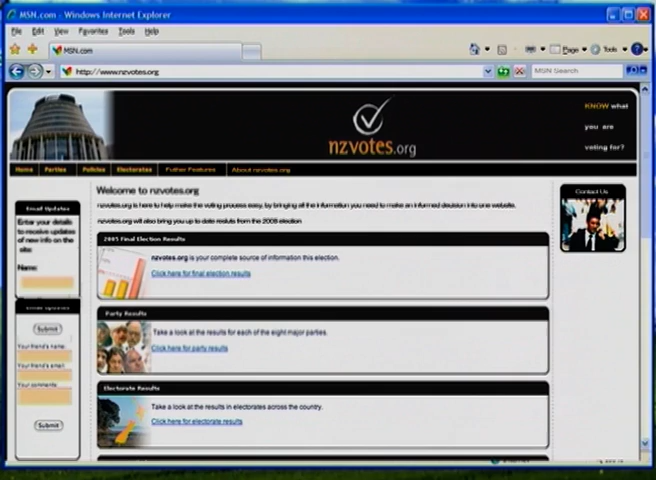 MSN.com - Windows Internet Explorer
File Edit View Favorites Tools Help
MSN.com
Page Tools
http://www.nzvotes.org
MSN Search
nzvotes.org
KNOW what
you are
voting for?
Home Parties Policies Electorates Further Features About nzvotes.org
Email Updates
Enter your details
to receive updates
of new info on the
site:
Name:
Email Updates
Submit
Your friend's name:
Your friend's email:
Your comments:
Submit
Welcome to nzvotes.org
nzvotes.org is here to help make the voting process easy, by bringing all the information you need to make an informed decision into one website.
nzvotes.org will also bring you up to date results from the 2008 election
2005 Final Election Results
nzvotes.org is your complete source of information this election.
Click here for final election results
Party Results
Take a look at the results for each of the eight major parties.
Click here for party results
Electorate Results
Take a look at the results in electorates across the country.
Click here for electorate results
Contact Us